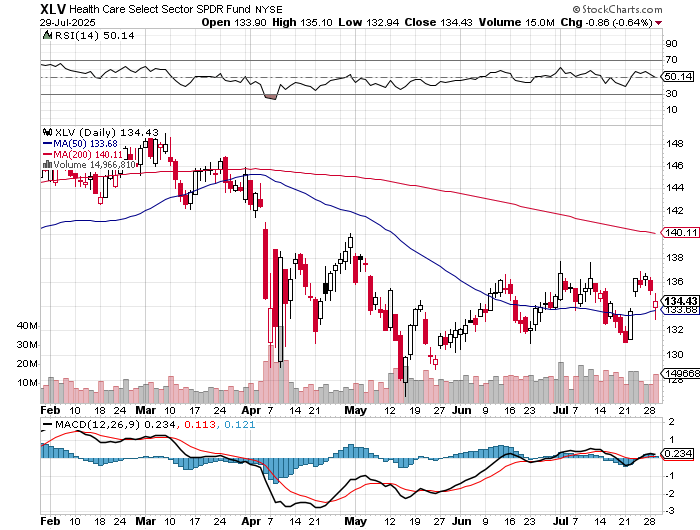 XLV Health Care Select Sector SPDR Fund NYSE
© StockCharts.com
29-Jul-2025
Open 133.90 High 135.10 Low 132.94 Close 134.43 Volume 15.0M Chg -0.86 (-0.64%)
RSI(14) 50.14
90
70
50.14
30
10
XLV (Daily) 134.43
MA(50) 133.68
MA(200) 140.11
Volume 14,966,810
148
146
144
142
140.11
138
136
134.43
133.68
132
130
128
149668
40M
30M
20M
10M
Feb 10 18 24 Mar 10 17 24 Apr 7 14 21 May 12 19 27 Jun 9 16 23 Jul 7 14 21 28
MACD(12,26,9) 0.234, 0.113, 0.121
2
1
0.234
-1
-2
-3
Feb 10 18 24 Mar 10 17 24 Apr 7 14 21 May 12 19 27 Jun 9 16 23 Jul 7 14 21 28